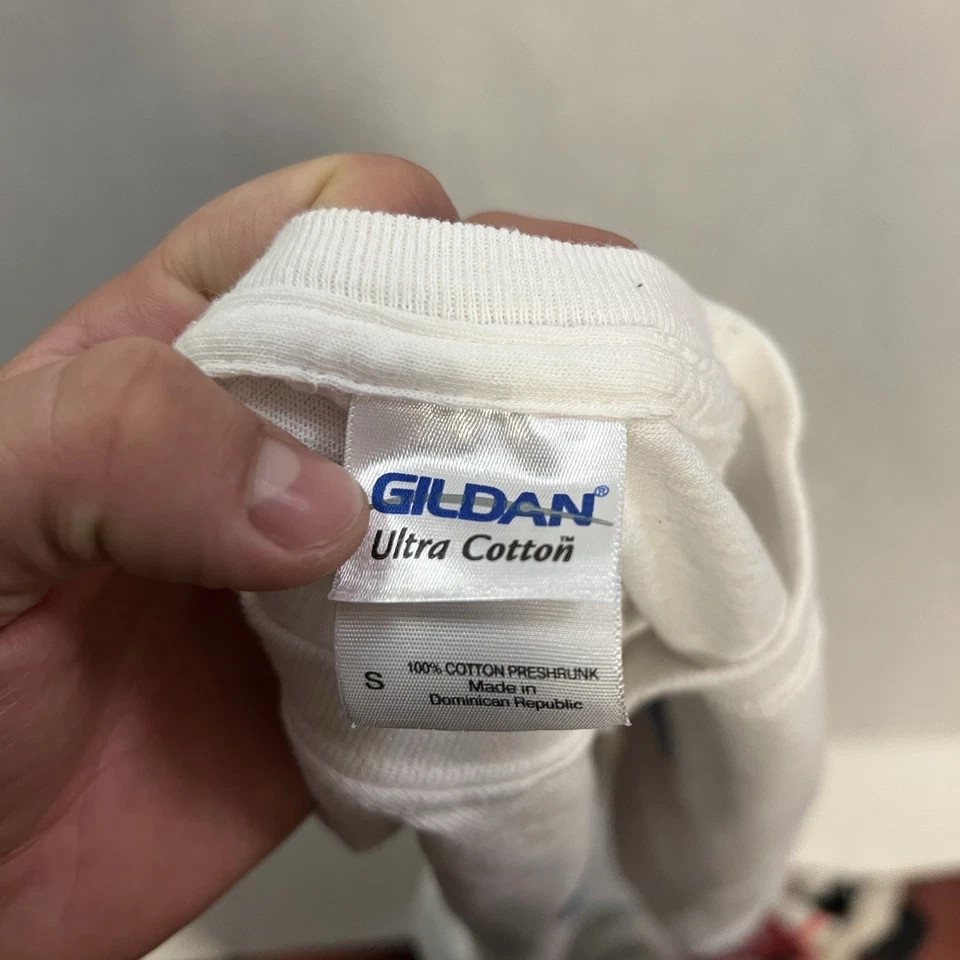 GILDAN®
Ultra Cotton™
S
100% COTTON PRESHRUNK
Made in
Dominican Republic